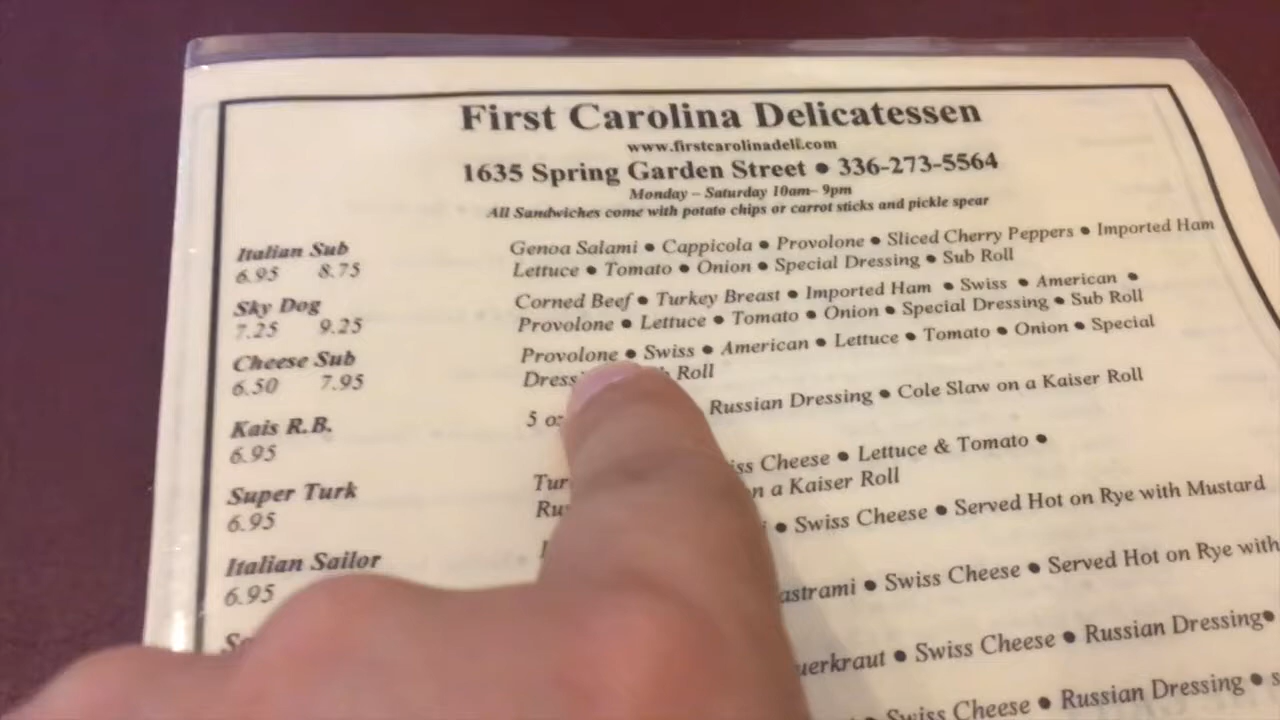 First Carolina Delicatessen
www.firstcarolinadeli.com
1635 Spring Garden Street • 336-273-5564
Monday – Saturday 10am– 9pm
All Sandwiches come with potato chips or carrot sticks and pickle spear
Italian Sub Genoa Salami • Cappicola • Provolone • Sliced Cherry Peppers • Imported Ham
6.95 8.75 Lettuce • Tomato • Onion • Special Dressing • Sub Roll
Sky Dog Corned Beef • Turkey Breast • Imported Ham • Swiss • American •
7.25 9.25 Provolone • Lettuce • Tomato • Onion • Special Dressing • Sub Roll
Cheese Sub Provolone • Swiss • American • Lettuce • Tomato • Onion • Special
6.50 7.95 Roll
Kais R.B. 5 Russian Dressing • Cole Slaw on a Kaiser Roll
6.95
Super Turk Cheese • Lettuce & Tomato •
6.95 a Kaiser Roll
• Swiss Cheese • Served Hot on Rye with Mustard
Italian Sailor
6.95 • Swiss Cheese • Served Hot on Rye with
• Swiss Cheese • Russian Dressing •
Swiss Cheese • Russian Dressing •